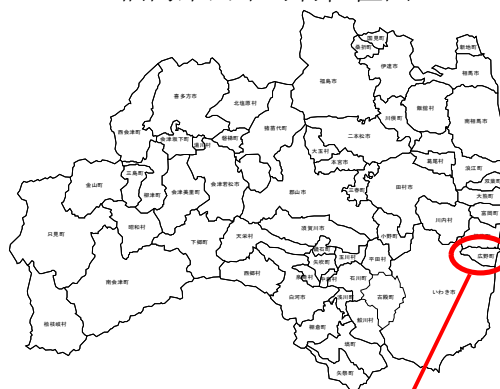 国見町
桑折町
新地町
伊達市
相馬市
福島市
喜多方市
北塩原村
川俣町
飯舘村
南相馬市
猪苗代町
二本松市
西会津町
会津坂下町
湯川村
磐梯町
大玉村
本宮市
葛尾村
浪江町
双葉町
大熊町
三島町
金山町
柳津町
会津美里町
会津若松市
郡山市
三春町
田村市
富岡町
川内村
昭和村
只見町
下郷町
天栄村
須賀川市
鏡石町
小野町
玉川村
平田村
矢吹町
広野町
西郷村
石川町
南会津町
白河市
浅川町
古殿町
いわき市
棚倉町
鮫川村
檜枝岐村
塙町
矢祭町